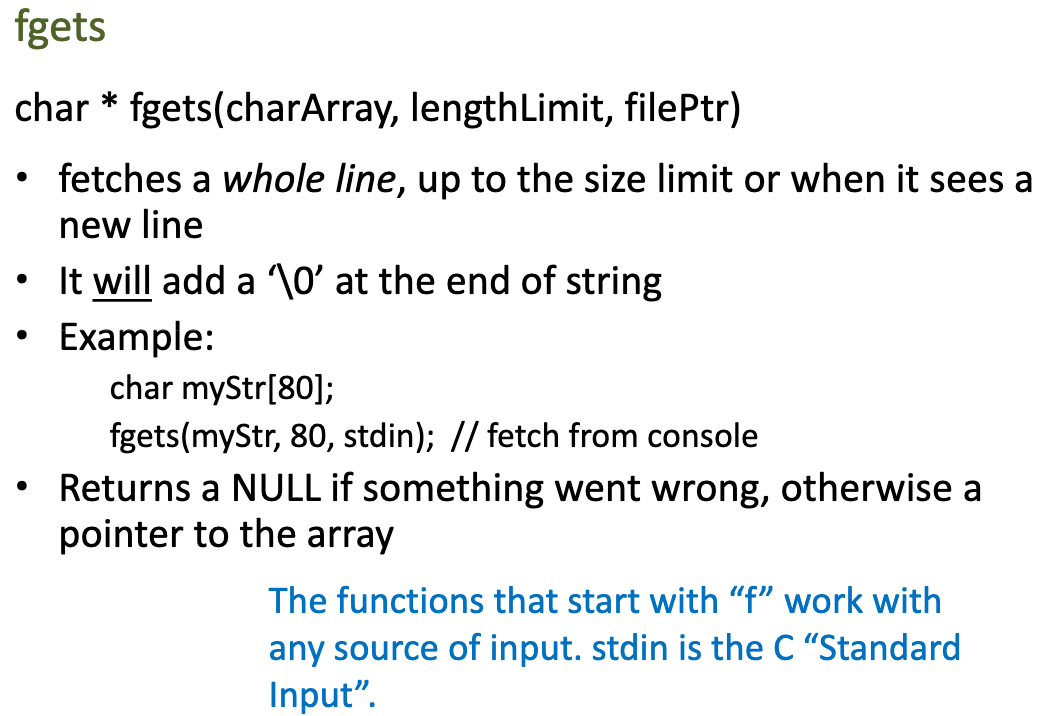 fgets
char * fgets(charArray, lengthLimit, filePtr)
• fetches a whole line, up to the size limit or when it sees a
new line
• It will add a ‘\0’ at the end of string
• Example:
char myStr[80];
fgets(myStr, 80, stdin);  // fetch from console
• Returns a NULL if something went wrong, otherwise a
pointer to the array
The functions that start with “f” work with
any source of input. stdin is the C “Standard
Input”.